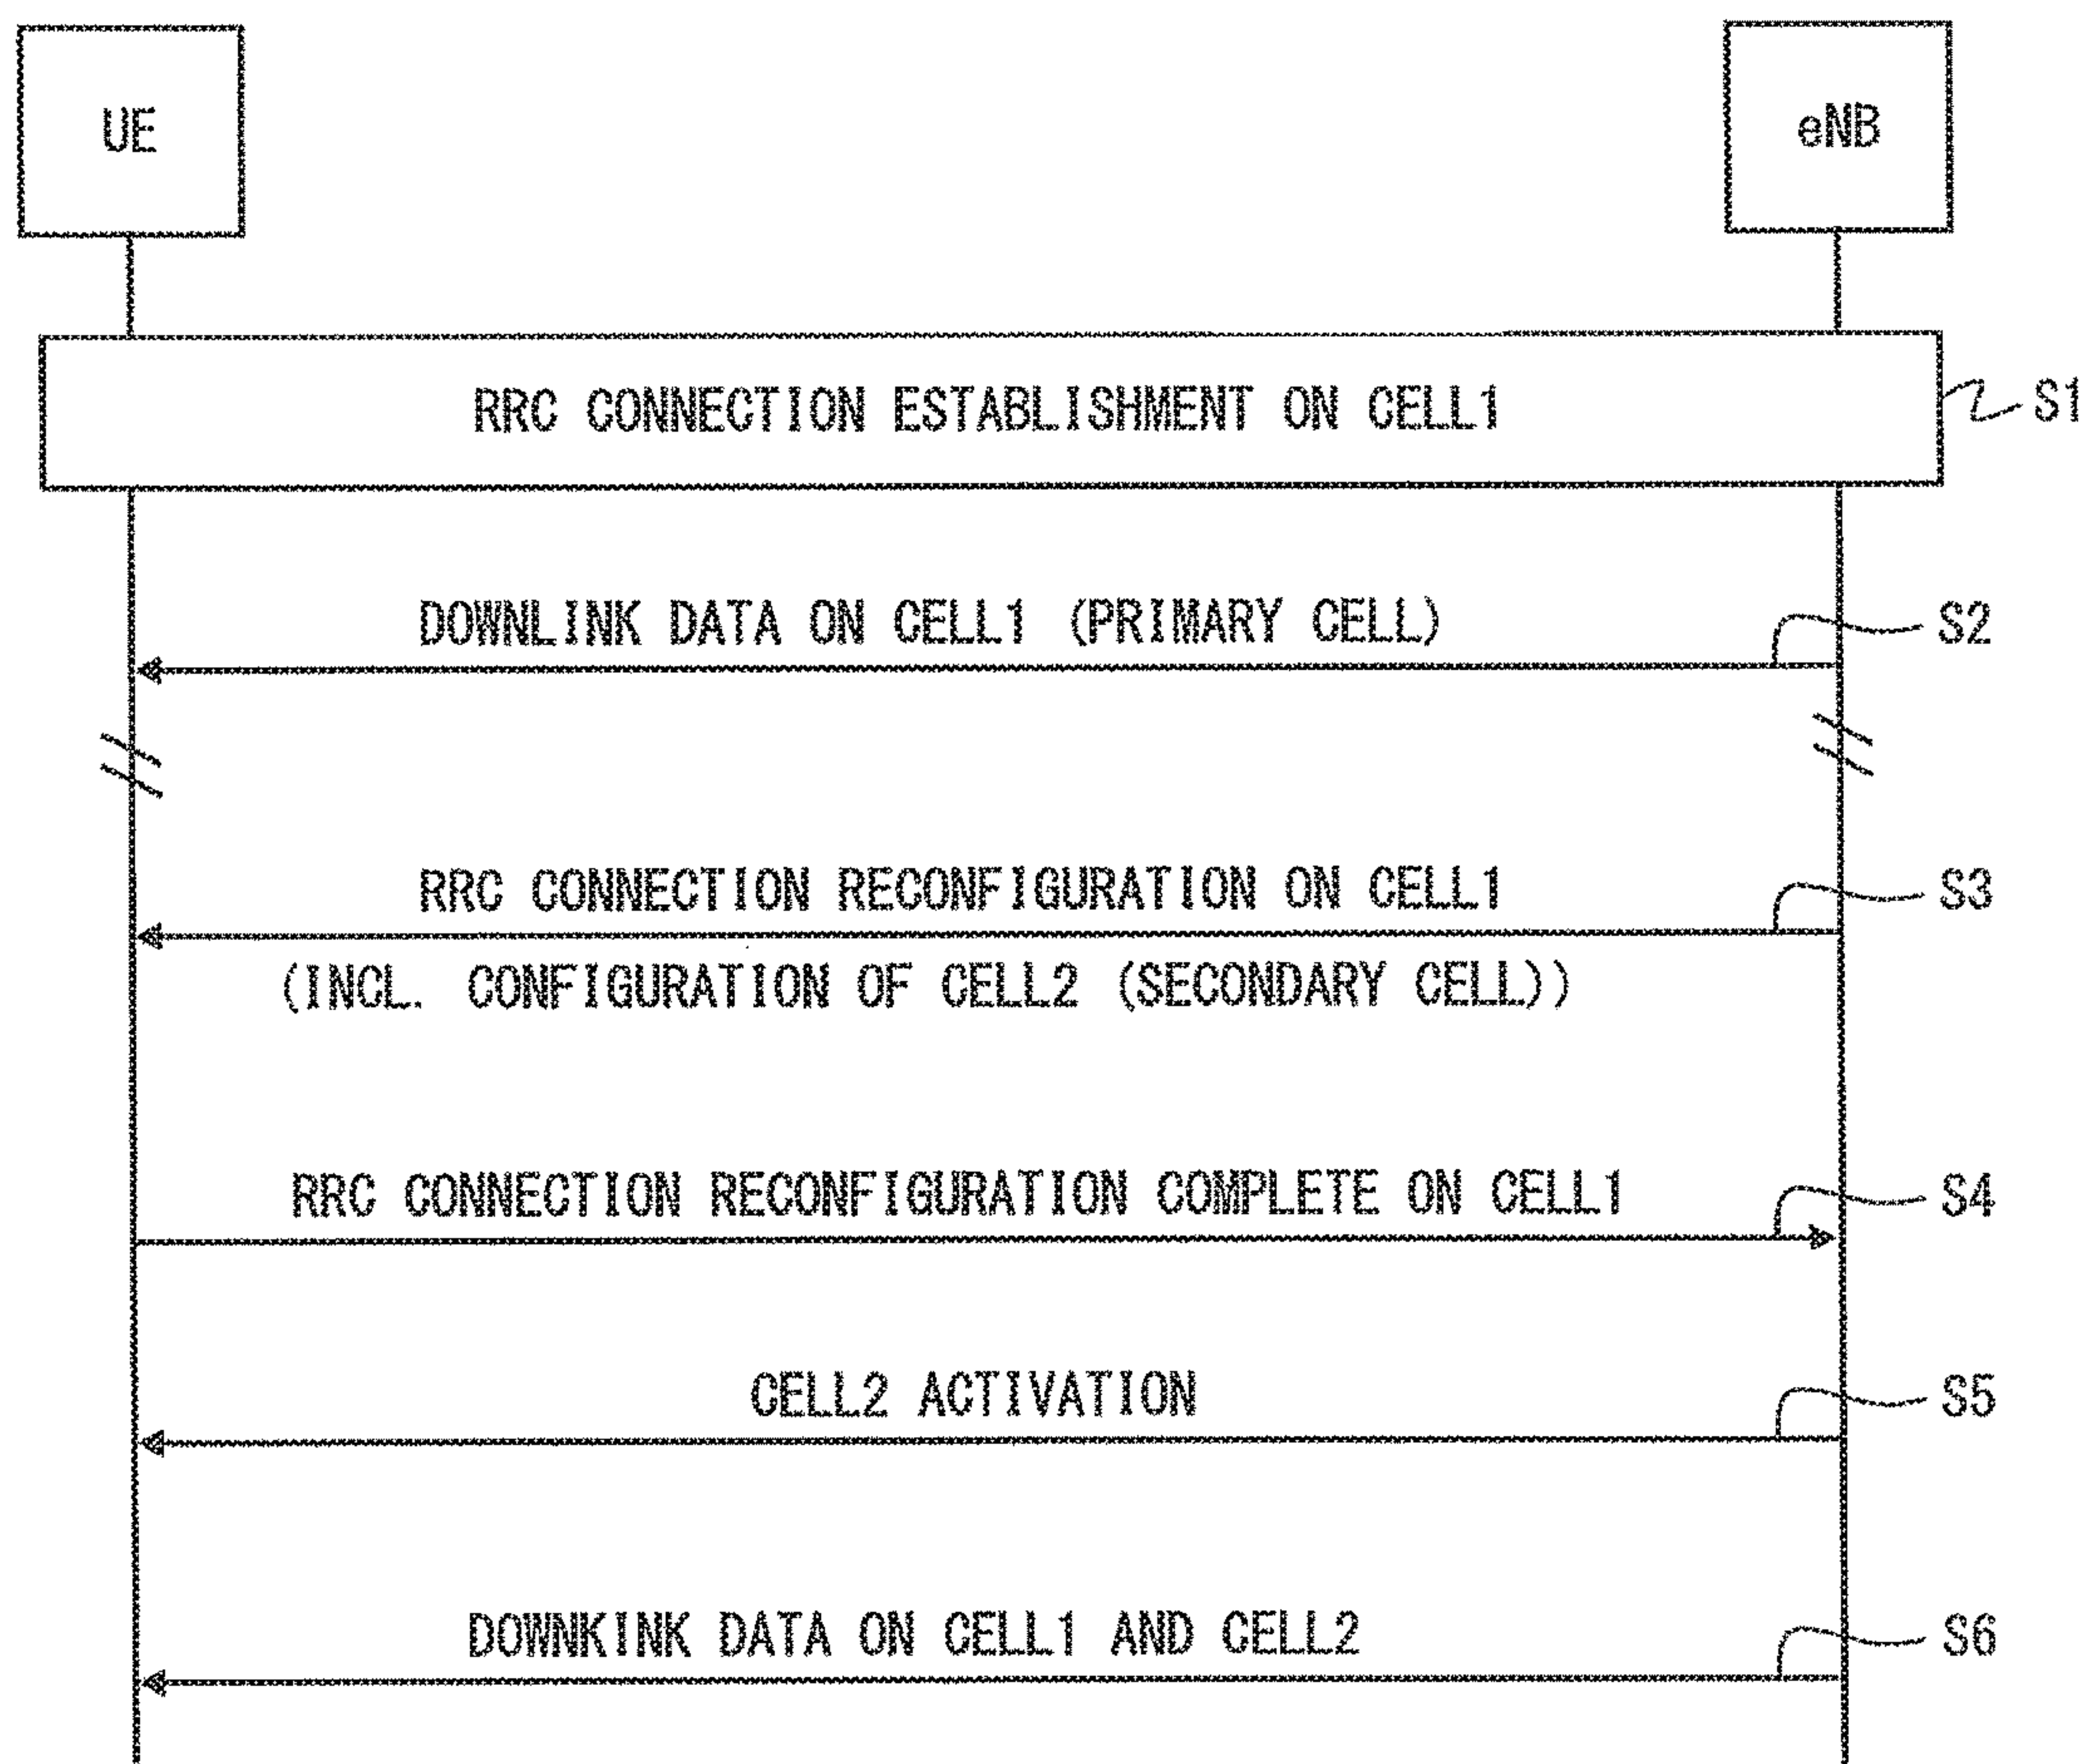 UE
eNB
RRC CONNECTION ESTABLISHMENT ON CELL1
S1
DOWNLINK DATA ON CELL1 (PRIMARY CELL)
S2
RRC CONNECTION RECONFIGURATION ON CELL1
S3
(INCL. CONFIGURATION OF CELL2 (SECONDARY CELL))
RRC CONNECTION RECONFIGURATION COMPLETE ON CELL1
S4
CELL2 ACTIVATION
S5
DOWNKINK DATA ON CELL1 AND CELL2
S6